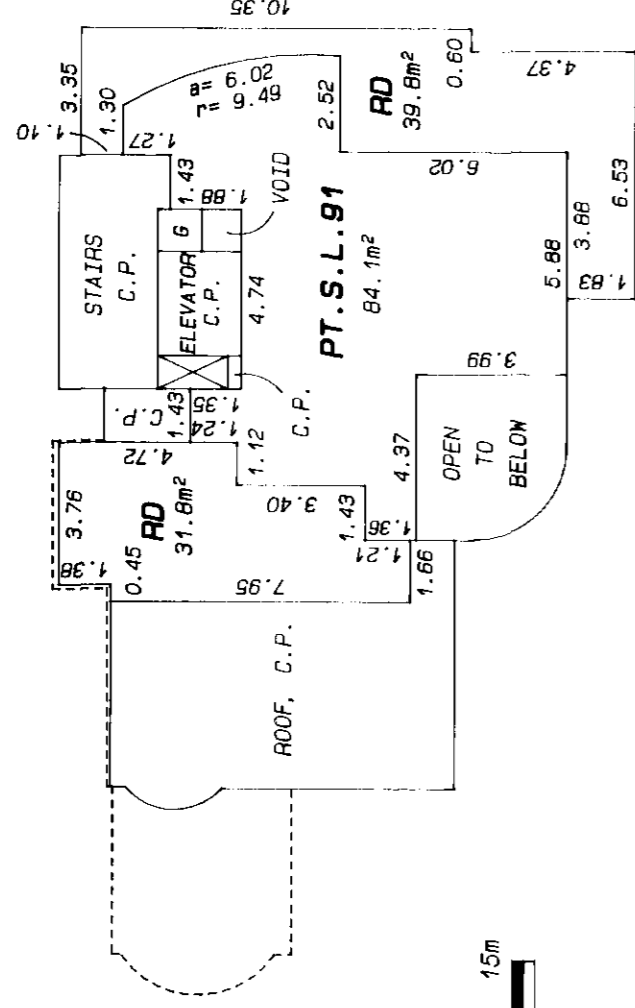 10.35
3.35
1.10
1.30
1.27
a= 6.02
r= 9.49
2.52
RD
39.8m²
0.60
4.37
STAIRS
C.P.
1.43
1.88
G
VOID
ELEVATOR
C.P.
4.74
PT.S.L.91
84.1m²
6.02
5.88
3.88
6.53
1.83
C.P.
1.43
1.35
1.24
C.P.
1.12
3.99
4.37
OPEN
TO
BELOW
4.72
3.76
1.38
RD
31.8m²
0.45
3.40
1.43
1.36
1.21
1.66
7.95
ROOF, C.P.
15m